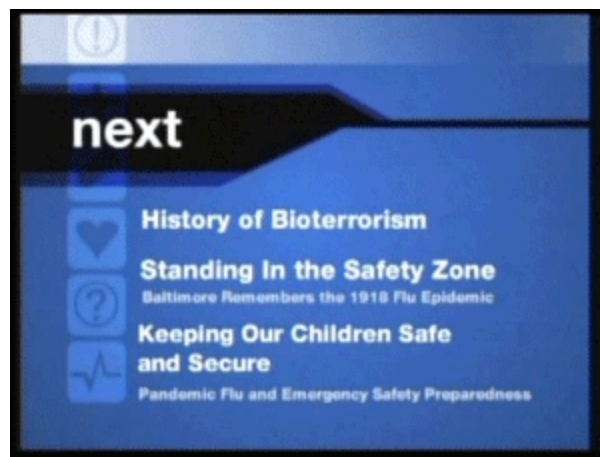 next
History of Bioterrorism
Standing In the Safety Zone
Baltimore Remembers the 1918 Flu Epidemic
Keeping Our Children Safe
and Secure
Pandemic Flu and Emergency Safety Preparedness